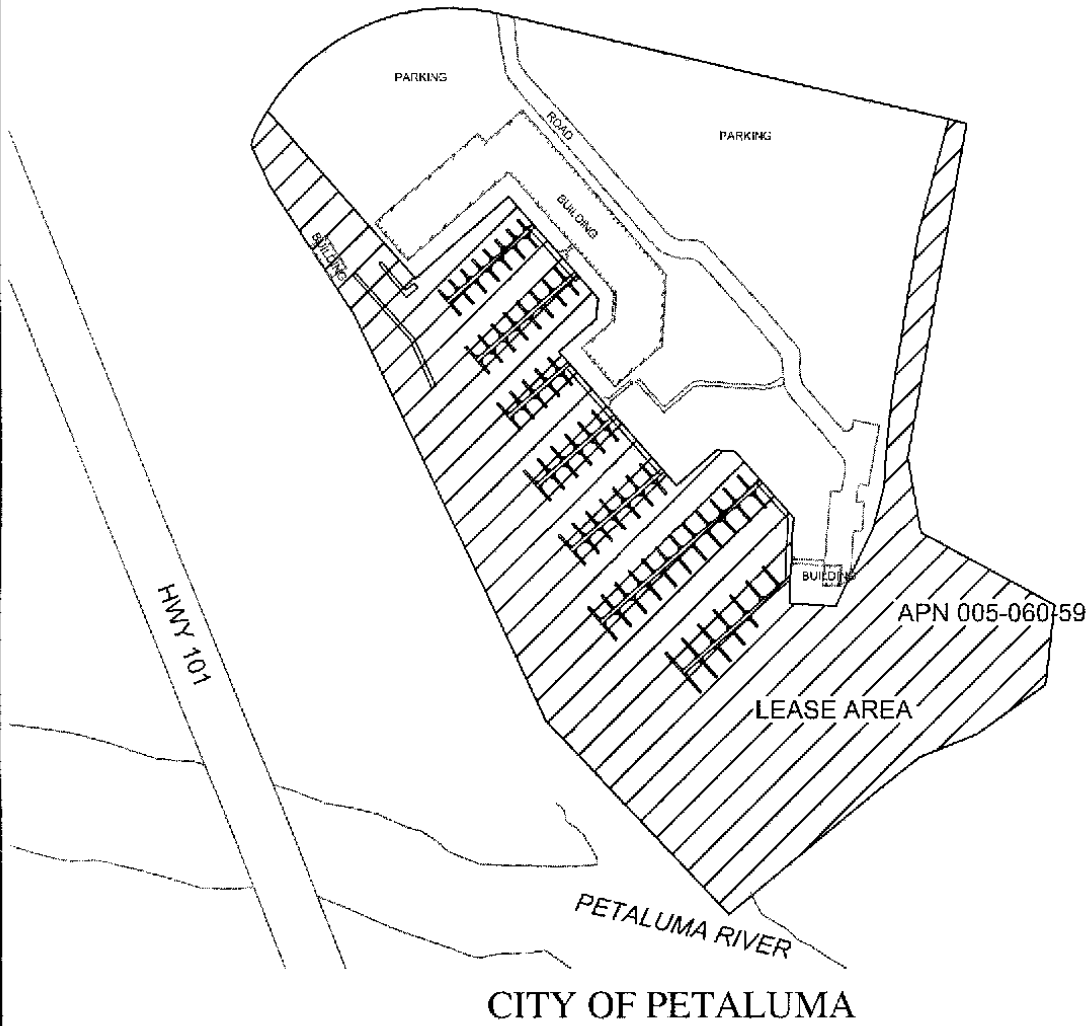 PARKING
ROAD
PARKING
BUILDING
BUILDING
HWY 101
BUILDING
APN 005-060-59
LEASE AREA
PETALUMA RIVER
CITY OF PETALUMA